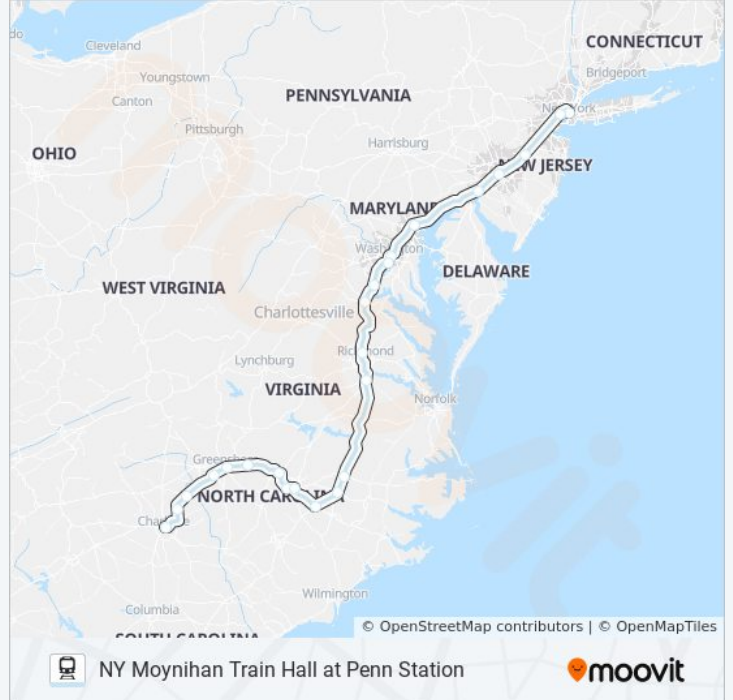 do
Cleveland
CONNECTICUT
Bridgeport
Youngstown
Canton
PENNSYLVANIA
New York
Pittsburgh
Harrisburg
OHIO
NEW JERSEY
MARYLAND
Washington
DELAWARE
WEST VIRGINIA
Charlottesville
Richmond
Lynchburg
VIRGINIA
Norfolk
Greensboro
NORTH CAROLINA
Charlotte
Wilmington
Columbia
SOUTH CAROLINA
© OpenStreetMap contributors | © OpenMapTiles
NY Moynihan Train Hall at Penn Station
moovit